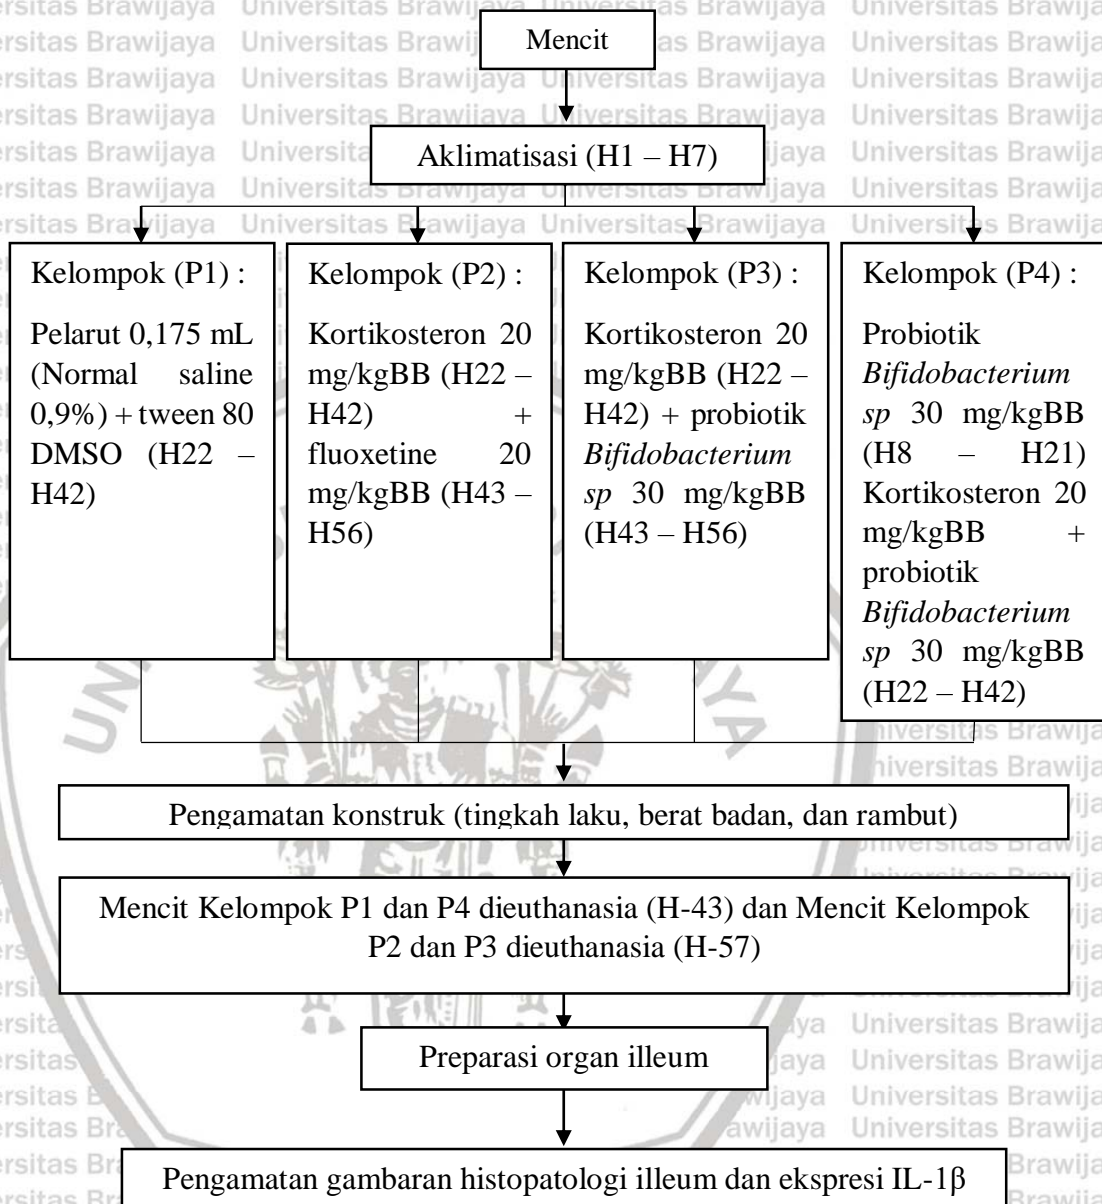 Mencit
Aklimatisasi (H1 – H7)
Kelompok (P1) :
Pelarut 0,175 mL
(Normal saline
0,9%) + tween 80
DMSO (H22 –
H42)
Kelompok (P2) :
Kortikosteron 20
mg/kgBB (H22 –
H42) +
fluoxetine 20
mg/kgBB (H43 –
H56)
Kelompok (P3) :
Kortikosteron 20
mg/kgBB (H22 –
H42) + probiotik
Bifidobacterium
sp 30 mg/kgBB
(H43 – H56)
Kelompok (P4) :
Probiotik
Bifidobacterium
sp 30 mg/kgBB
(H8 – H21)
Kortikosteron 20
mg/kgBB +
probiotik
Bifidobacterium
sp 30 mg/kgBB
(H22 – H42)
Pengamatan konstruk (tingkah laku, berat badan, dan rambut)
Mencit Kelompok P1 dan P4 dieuthanasia (H-43) dan Mencit Kelompok
P2 dan P3 dieuthanasia (H-57)
Preparasi organ illeum
Pengamatan gambaran histopatologi illeum dan ekspresi IL-1β